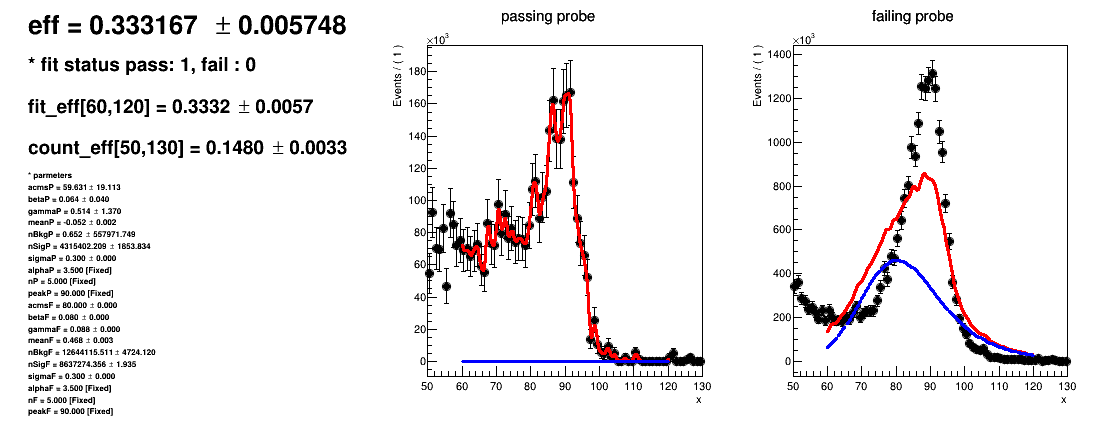 eff = 0.333167 ± 0.005748
* fit status pass: 1, fail : 0
fit_eff[60,120] = 0.3332 ± 0.0057
count_eff[50,130] = 0.1480 ± 0.0033
* parmeters
acmsP = 59.631 ± 19.113
betaP = 0.064 ± 0.040
gammaP = 0.514 ± 1.370
meanP = -0.052 ± 0.002
nBkgP = 0.652 ± 557971.749
nSigP = 4315402.209 ± 1853.834
sigmaP = 0.300 ± 0.000
alphaP = 3.500 [Fixed]
nP = 5.000 [Fixed]
peakP = 90.000 [Fixed]
acmsF = 80.000 ± 0.000
betaF = 0.080 ± 0.000
gammaF = 0.088 ± 0.000
meanF = 0.468 ± 0.003
nBkgF = 12644115.511 ± 4724.120
nSigF = 8637274.356 ± 1.935
sigmaF = 0.300 ± 0.000
alphaF = 3.500 [Fixed]
nF = 5.000 [Fixed]
peakF = 90.000 [Fixed]
passing probe
×10³
Events / ( 1 )
180
160
140
120
100
80
60
40
20
0
50 60 70 80 90 100 110 120 130
x
failing probe
×10³
Events / ( 1 )
1400
1200
1000
800
600
400
200
0
50 60 70 80 90 100 110 120 130
x